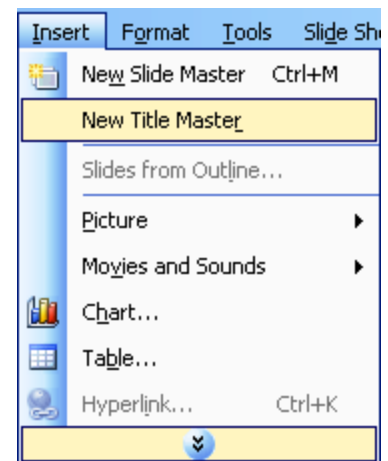 Insert Format Tools Slide Sh
New Slide Master Ctrl+M
New Title Master
Slides from Outline...
Picture
Movies and Sounds
Chart...
Table...
Hyperlink... Ctrl+K